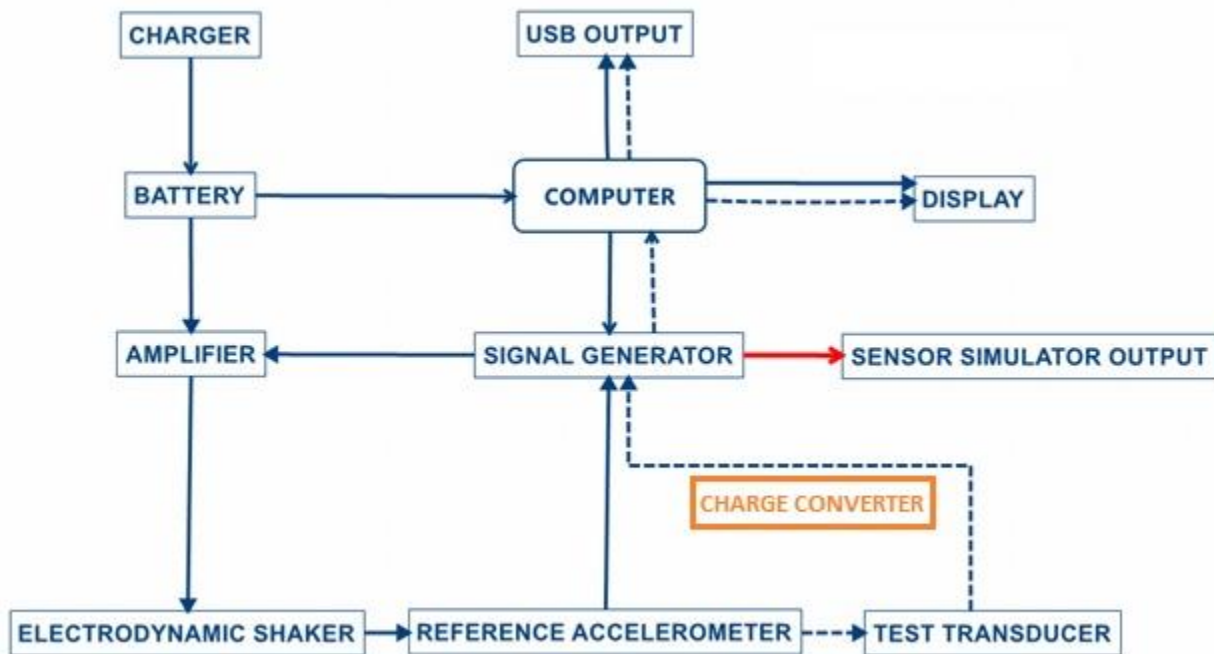 CHARGER
USB OUTPUT
BATTERY
COMPUTER
DISPLAY
AMPLIFIER
SIGNAL GENERATOR
SENSOR SIMULATOR OUTPUT
CHARGE CONVERTER
ELECTRODYNAMIC SHAKER
REFERENCE ACCELEROMETER
TEST TRANSDUCER